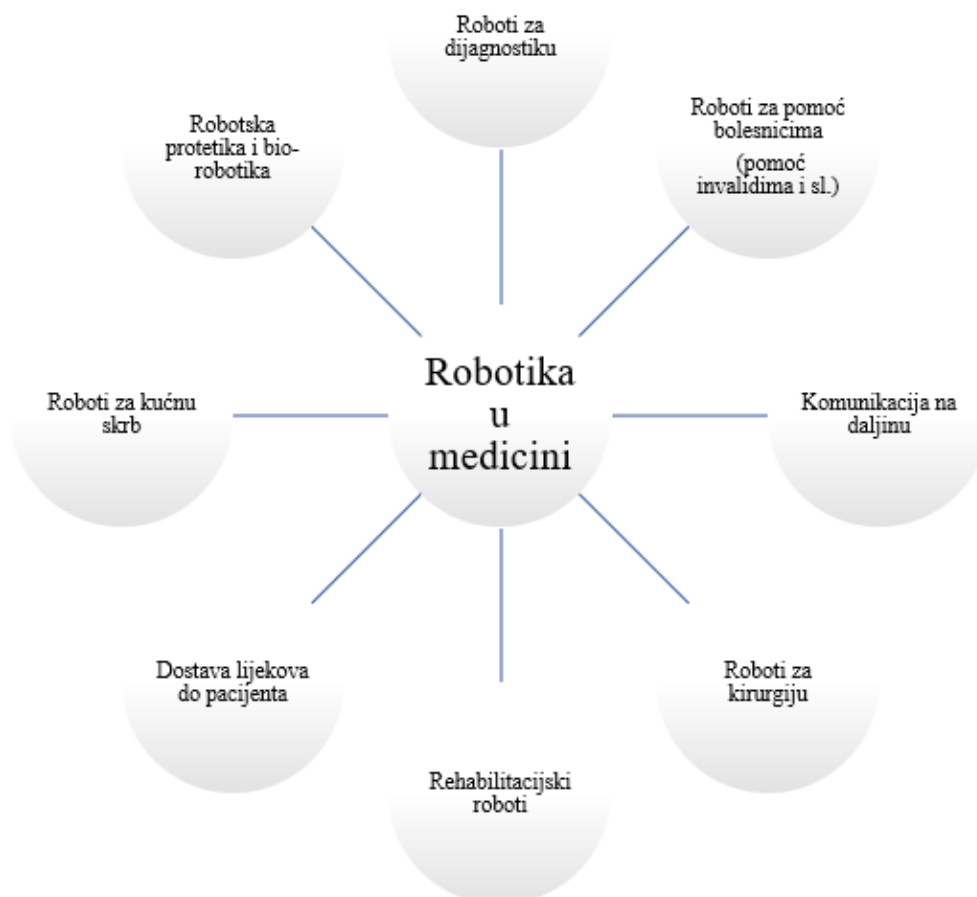 Roboti za
dijagnostiku
Roboti za pomoć
bolesnicima
(pomoć
invalidima i sl.)
Komunikacija na
daljinu
Roboti za
kirurgiju
Rehabilitacijski
roboti
Dostava lijekova
do pacijenta
Roboti za kućnu
skrb
Robotska
protetika i bio-
robotika
Robotika
u
medicini